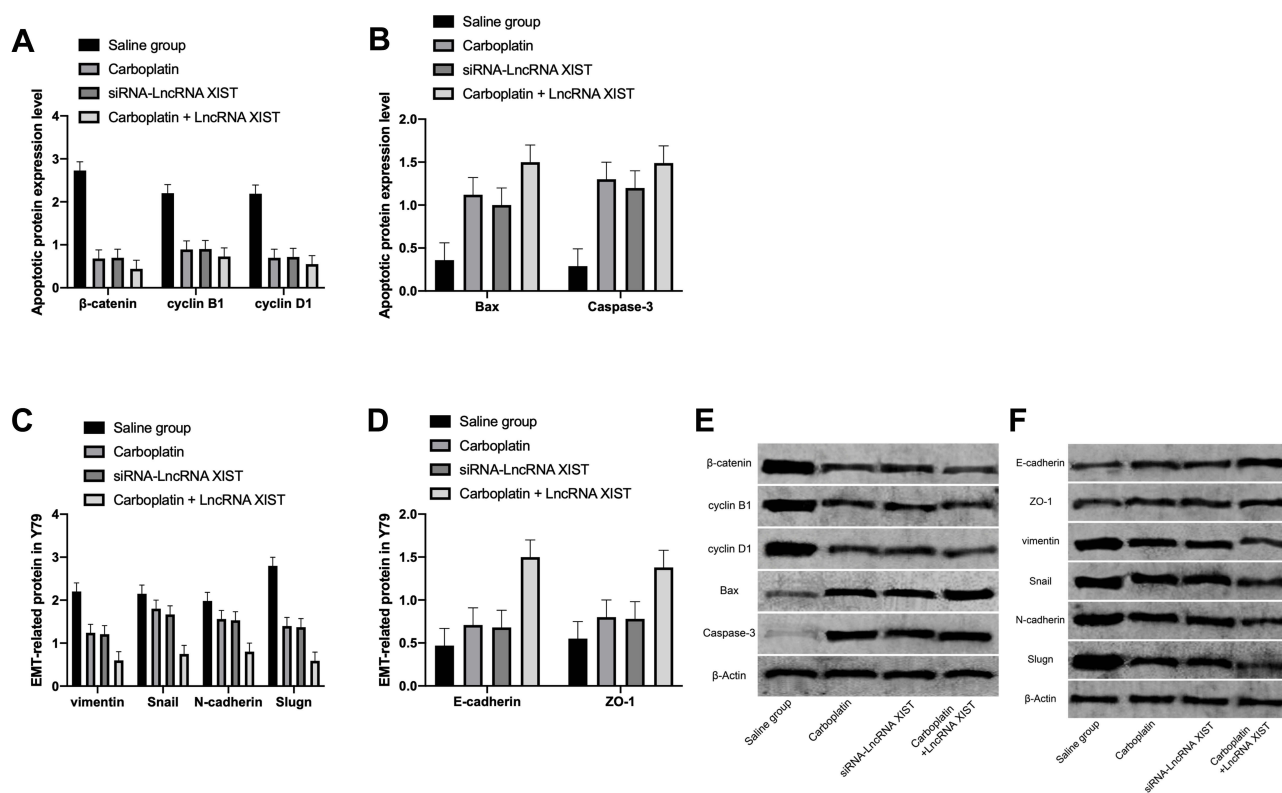 A
Saline group
Carboplatin
siRNA-LncRNA XIST
Carboplatin + LncRNA XIST
Apoptotic protein expression level
4
3
2
1
0
β-catenin cyclin B1 cyclin D1
B
Saline group
Carboplatin
siRNA-LncRNA XIST
Carboplatin + LncRNA XIST
Apoptotic protein expression level
2.0
1.5
1.0
0.5
0.0
Bax Caspase-3
C
Saline group
Carboplatin
siRNA-LncRNA XIST
Carboplatin + LncRNA XIST
EMT-related protein in Y79
4
3
2
1
0
vimentin Snail N-cadherin Slugn
D
Saline group
Carboplatin
siRNA-LncRNA XIST
Carboplatin + LncRNA XIST
EMT-related protein in Y79
2.0
1.5
1.0
0.5
0.0
E-cadherin ZO-1
E
β-catenin
cyclin B1
cyclin D1
Bax
Caspase-3
β-Actin
Saline group
Carboplatin
siRNA-LncRNA XIST
Carboplatin
+LncRNA XIST
F
E-cadherin
ZO-1
vimentin
Snail
N-cadherin
Slugn
β-Actin
Saline group
Carboplatin
siRNA-LncRNA XIST
Carboplatin
+LncRNA XIST